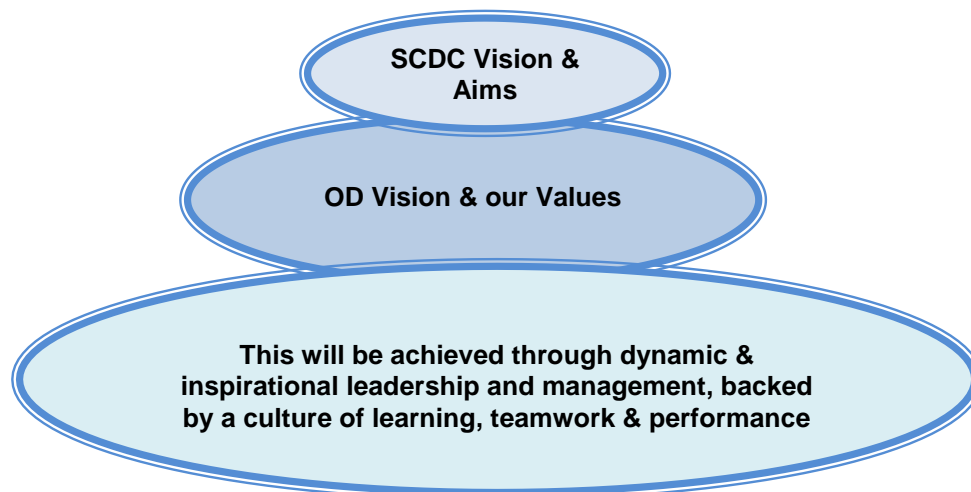 SCDC Vision &
Aims
OD Vision & our Values
This will be achieved through dynamic &
inspirational leadership and management, backed
by a culture of learning, teamwork & performance